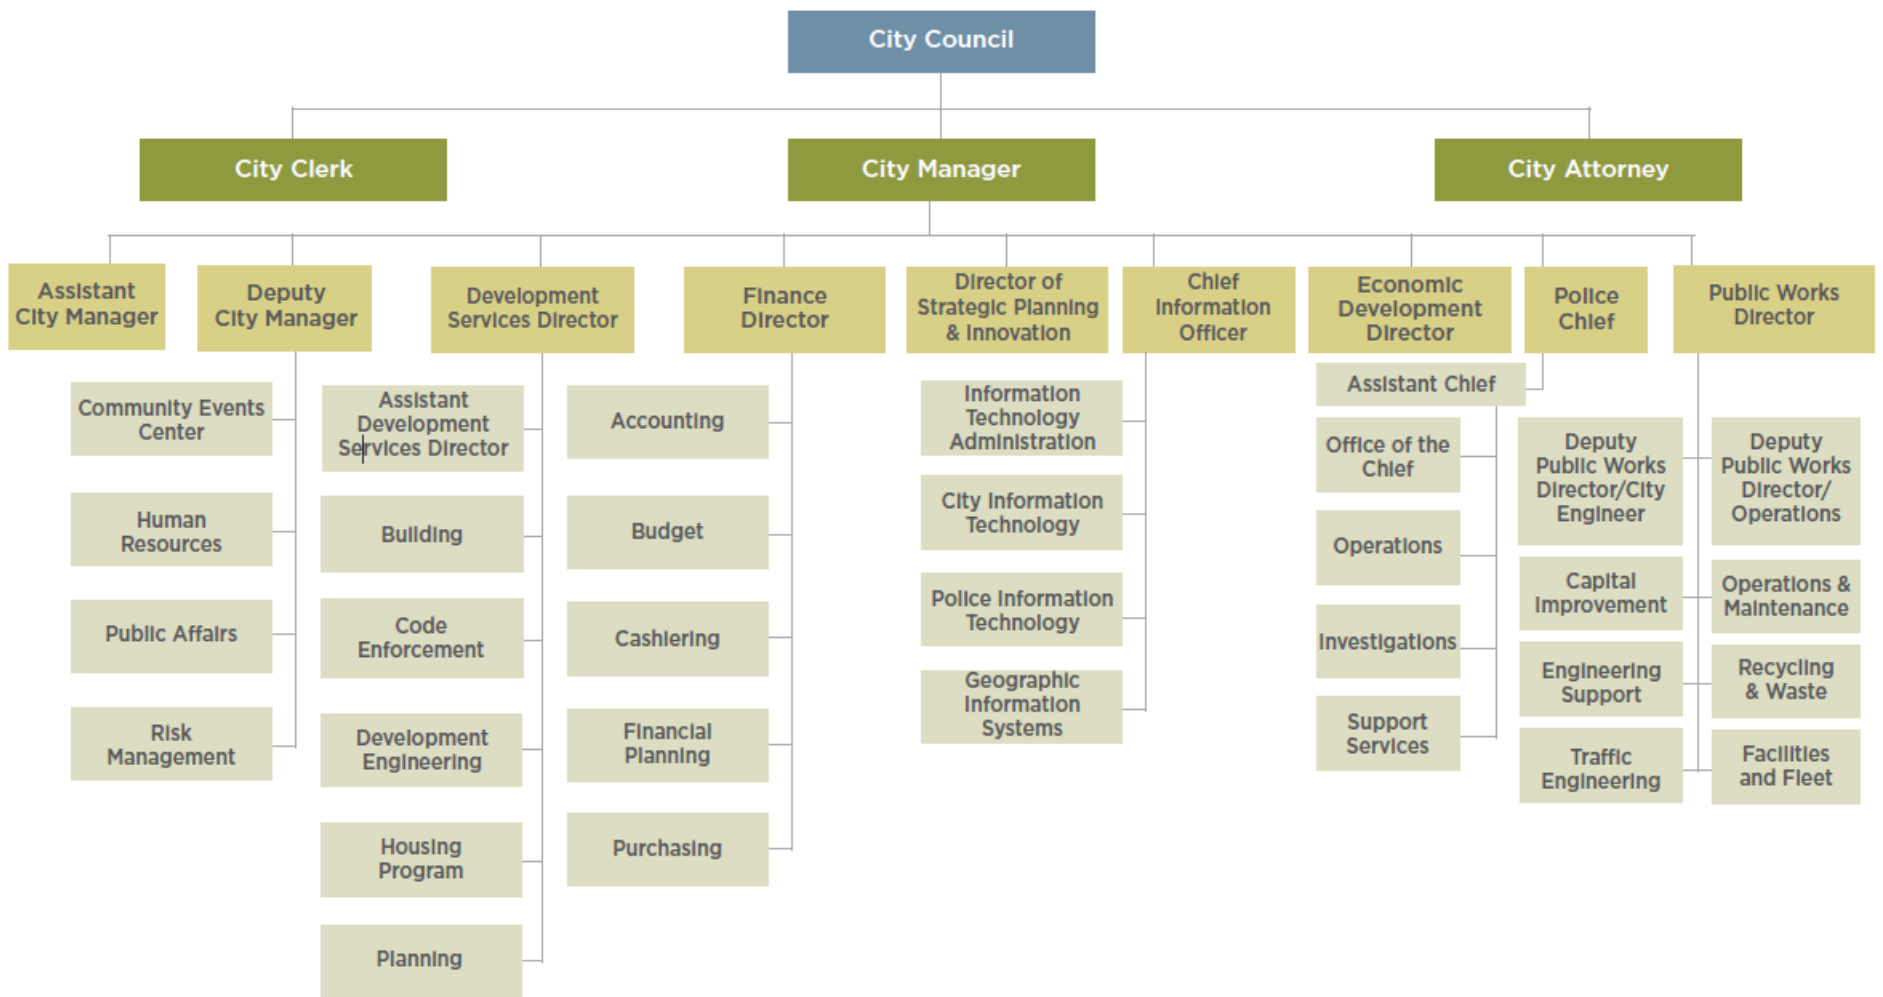 City Council
City Clerk
City Manager
City Attorney
Assistant
City Manager
Deputy
City Manager
Development
Services Director
Finance
Director
Director of
Strategic Planning
& Innovation
Chief
Information
Officer
Economic
Development
Director
Police
Chief
Public Works
Director
Community Events
Center
Human
Resources
Public Affairs
Risk
Management
Assistant
Development
Services Director
Building
Code
Enforcement
Development
Engineering
Housing
Program
Planning
Accounting
Budget
Cashiering
Financial
Planning
Purchasing
Information
Technology
Administration
City Information
Technology
Police Information
Technology
Geographic
Information
Systems
Assistant Chief
Office of the
Chief
Operations
Investigations
Support
Services
Deputy
Public Works
Director/City
Engineer
Capital
Improvement
Engineering
Support
Traffic
Engineering
Deputy
Public Works
Director/
Operations
Operations &
Maintenance
Recycling
& Waste
Facilities
and Fleet